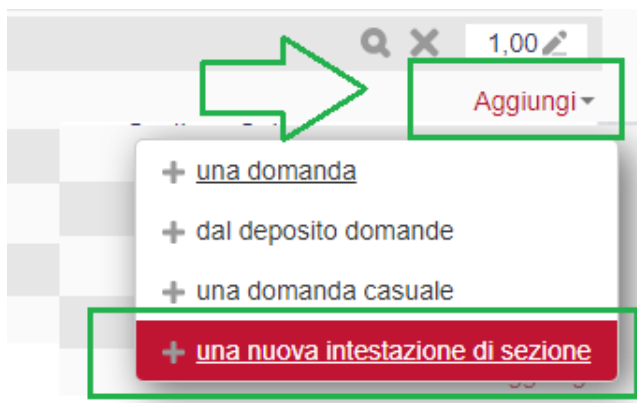 1,00
Aggiungi
una domanda
dal deposito domande
una domanda casuale
una nuova intestazione di sezione